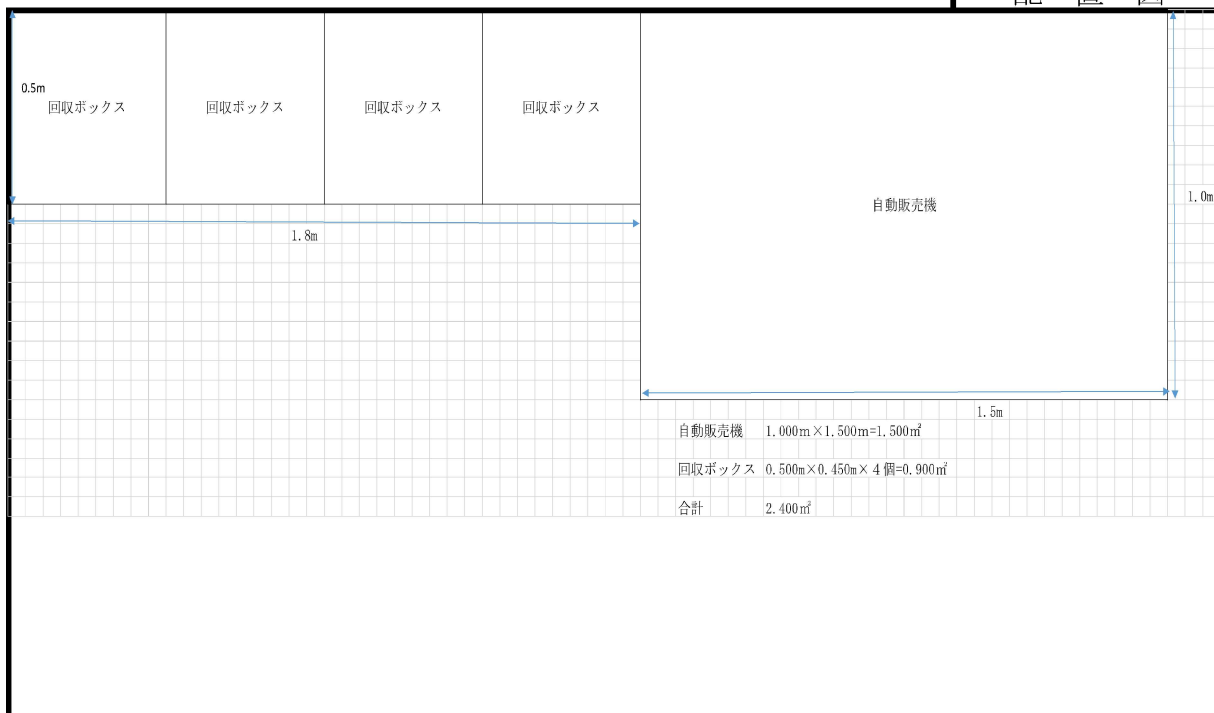 配 置 図
0.5m
回収ボックス 回収ボックス 回収ボックス 回収ボックス
自動販売機
1.0m
1.8m
1.5m
自動販売機 1.000m×1.500m=1.500㎡
回収ボックス 0.500m×0.450m×4個=0.900㎡
合計 2.400㎡